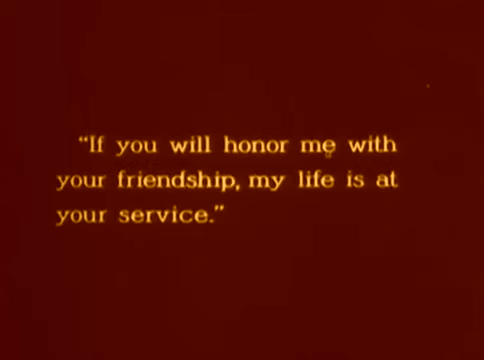 “If you will honor me with
your friendship, my life is at
your service.”